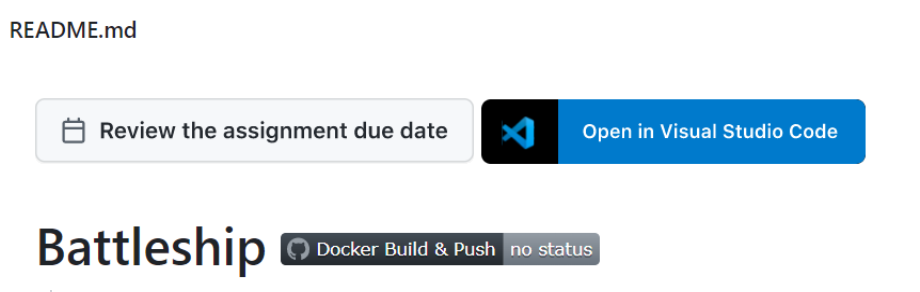 README.md
Review the assignment due date Open in Visual Studio Code
Battleship Docker Build & Push no status